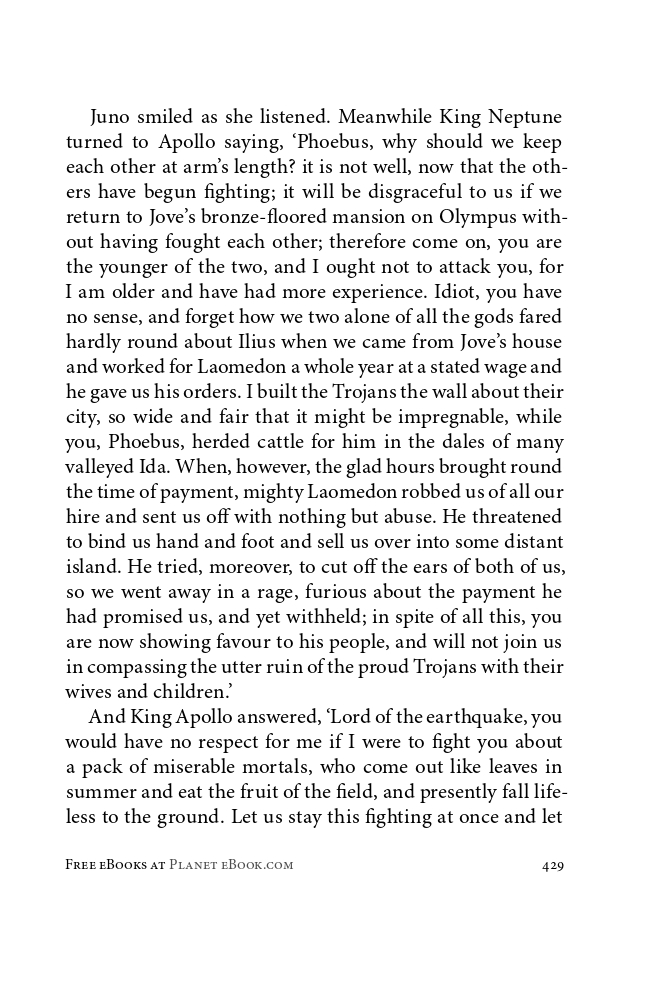 Juno smiled as she listened. Meanwhile King Neptune
turned to Apollo saying, ‘Phoebus, why should we keep
each other at arm’s length? it is not well, now that the oth-
ers have begun fighting; it will be disgraceful to us if we
return to Jove’s bronze-floored mansion on Olympus with-
out having fought each other; therefore come on, you are
the younger of the two, and I ought not to attack you, for
I am older and have had more experience. Idiot, you have
no sense, and forget how we two alone of all the gods fared
hardly round about Ilius when we came from Jove’s house
and worked for Laomedon a whole year at a stated wage and
he gave us his orders. I built the Trojans the wall about their
city, so wide and fair that it might be impregnable, while
you, Phoebus, herded cattle for him in the dales of many
valleyed Ida. When, however, the glad hours brought round
the time of payment, mighty Laomedon robbed us of all our
hire and sent us off with nothing but abuse. He threatened
to bind us hand and foot and sell us over into some distant
island. He tried, moreover, to cut off the ears of both of us,
so we went away in a rage, furious about the payment he
had promised us, and yet withheld; in spite of all this, you
are now showing favour to his people, and will not join us
in compassing the utter ruin of the proud Trojans with their
wives and children.’
And King Apollo answered, ‘Lord of the earthquake, you
would have no respect for me if I were to fight you about
a pack of miserable mortals, who come out like leaves in
summer and eat the fruit of the field, and presently fall life-
less to the ground. Let us stay this fighting at once and let
Free eBooks at Planet eBook.com 429